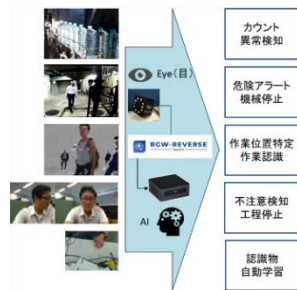 カウント
異常検知
Eye(目)
危険アラート
機械停止
RGW-REVERSE
作業位置特定
作業認識
不注意検知
工程停止
AI
認識物
自動学習